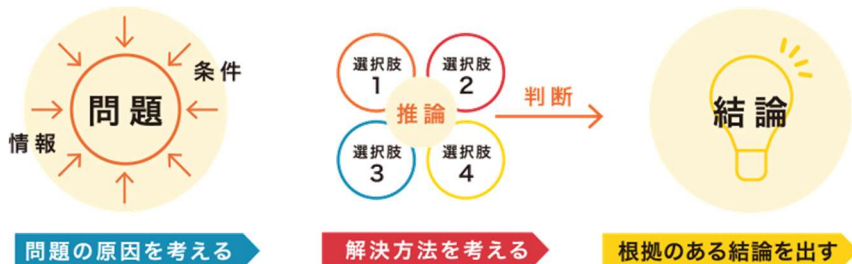 条件
問題
情報
選択肢
1
選択肢
2
推論
選択肢
3
選択肢
4
判断
結論
問題の原因を考える
解決方法を考える
根拠のある結論を出す